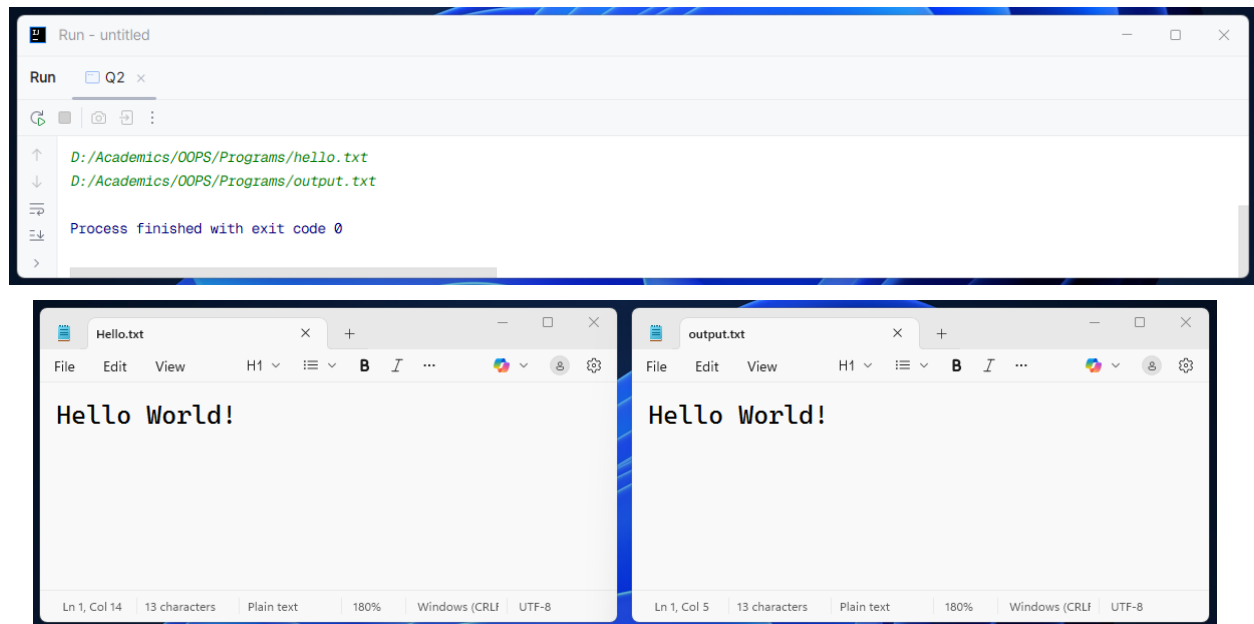 Run - untitled
Run Q2
D:/Academics/OOPS/Programs/hello.txt
D:/Academics/OOPS/Programs/output.txt
Process finished with exit code 0
Hello.txt
File Edit View H1 B I
Hello World!
Ln 1, Col 14 13 characters Plain text 180% Windows (CRLF UTF-8
output.txt
File Edit View H1 B I
Hello World!
Ln 1, Col 5 13 characters Plain text 180% Windows (CRLF UTF-8